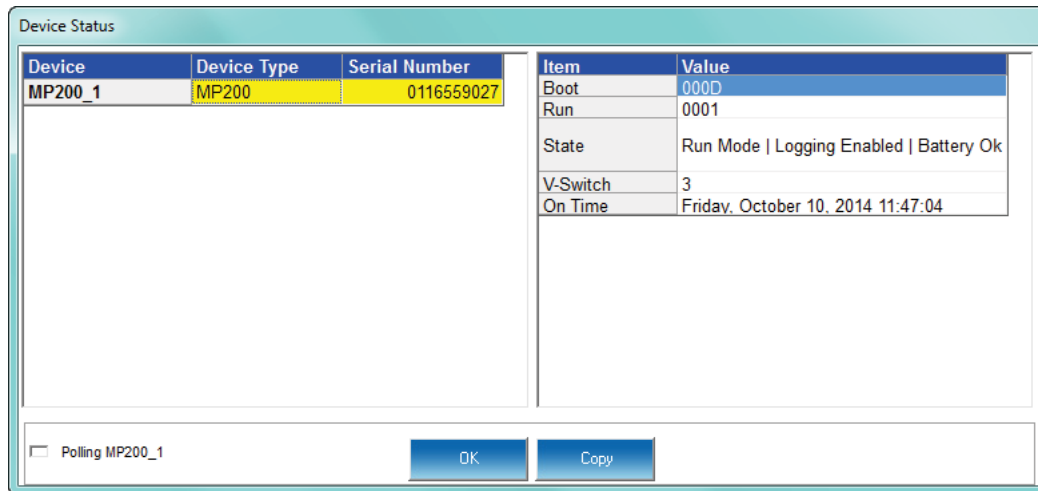 Device Status
Device Device Type Serial Number
MP200_1 MP200 0116559027
Item Value
Boot 000D
Run 0001
State Run Mode | Logging Enabled | Battery Ok
V-Switch 3
On Time Friday, October 10, 2014 11:47:04
Polling MP200_1
OK
Copy